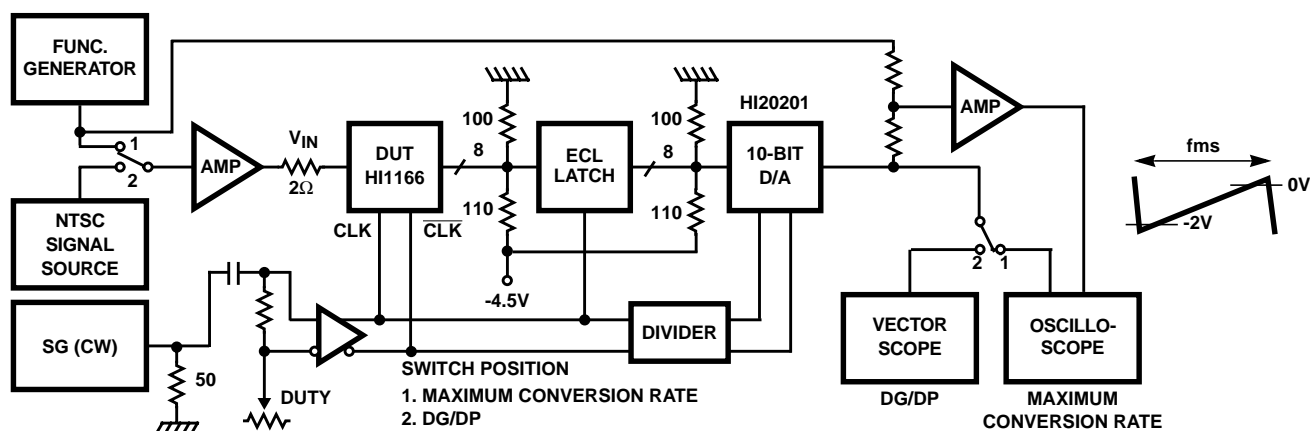 FUNC.
GENERATOR
1
2
NTSC
SIGNAL
SOURCE
SG (CW)
50
AMP
VIN
2Ω
DUT
HI1166
CLK
CLK
8
100
110
-4.5V
ECL
LATCH
8
100
110
HI20201
10-BIT
D/A
DIVIDER
DUTY
SWITCH POSITION
1. MAXIMUM CONVERSION RATE
2. DG/DP
AMP
2
1
VECTOR
SCOPE
DG/DP
OSCILLO-
SCOPE
MAXIMUM
CONVERSION RATE
fms
0V
-2V